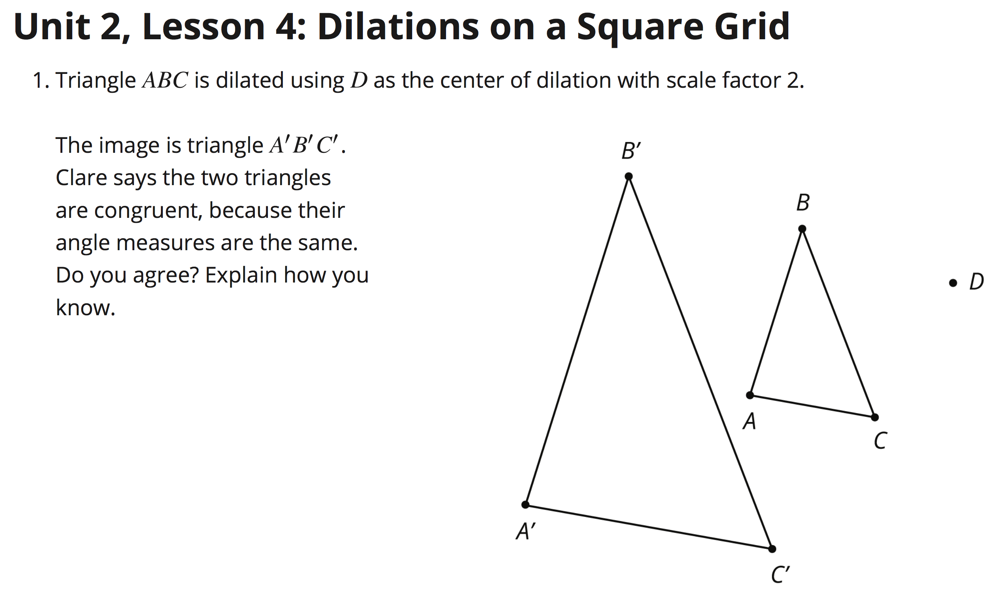 Unit 2, Lesson 4: Dilations on a Square Grid
1. Triangle ABC is dilated using D as the center of dilation with scale factor 2.
The image is triangle A′B′C′.
Clare says the two triangles
are congruent, because their
angle measures are the same.
Do you agree? Explain how you
know.
B′
B
D
A
C
A′
C′